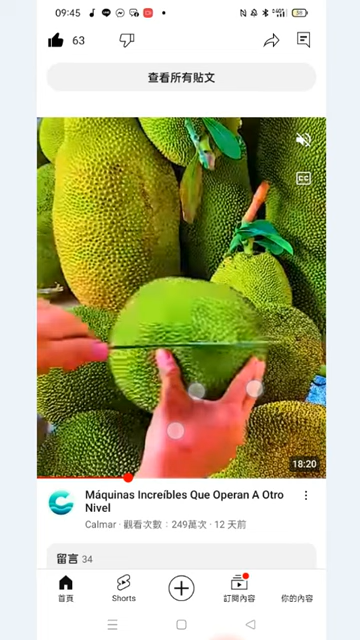 09:45
38
63
查看所有貼文
CC
18:20
Máquinas Increíbles Que Operan A Otro
Nivel
Calmar · 觀看次數：249萬次 · 12 天前
留言 34
首頁
Shorts
訂閱內容
你的內容